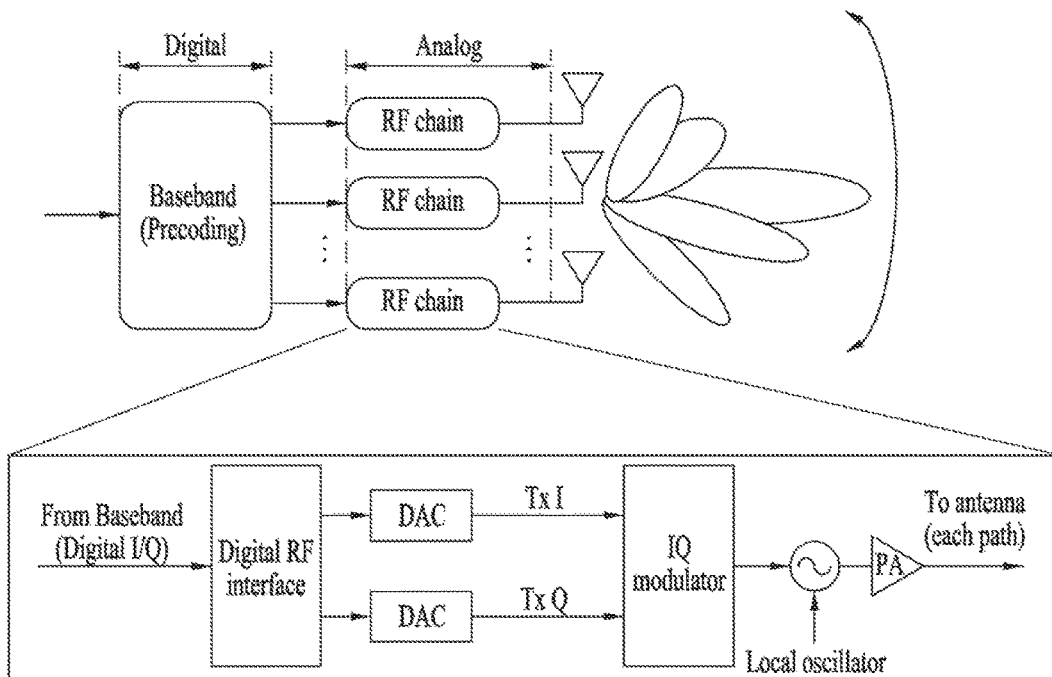 Digital
Analog
RF chain
Baseband
(Precoding)
RF chain
RF chain
From Baseband
(Digital I/Q)
Digital RF
interface
DAC
Tx I
DAC
Tx Q
IQ
modulator
PA
To antenna
(each path)
Local oscillator